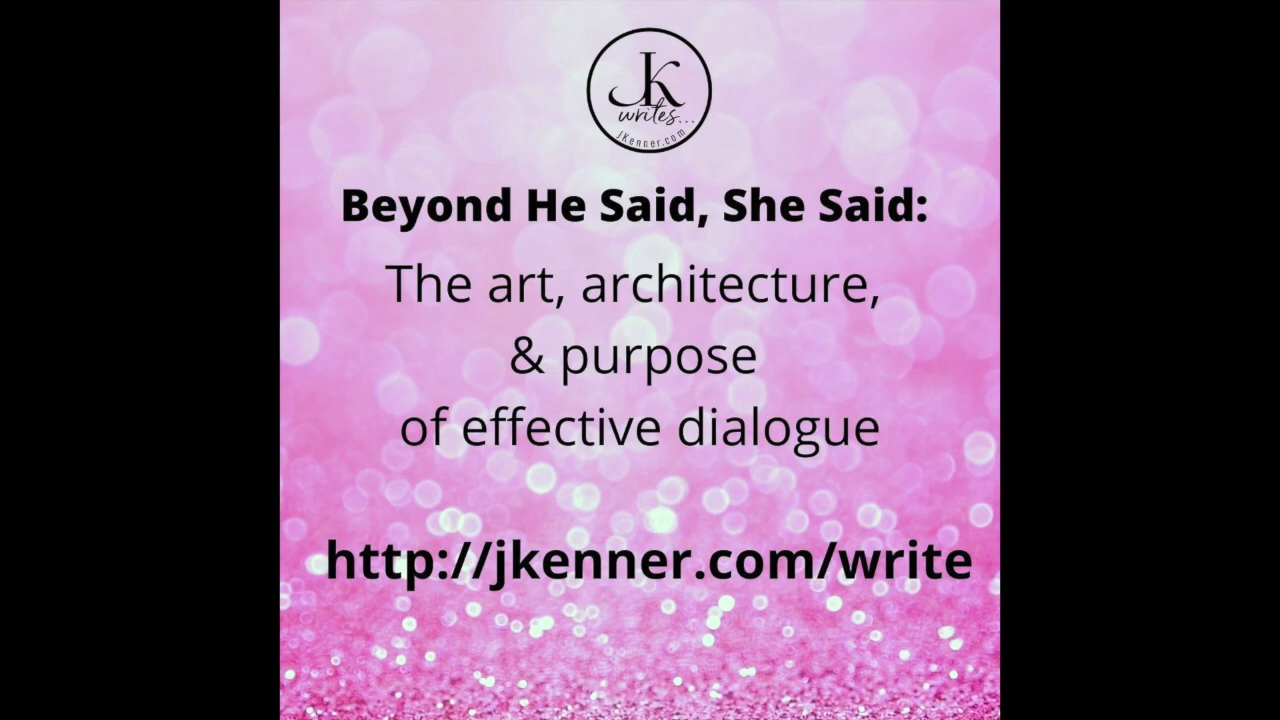 JK
writes...
jKenner.com
Beyond He Said, She Said:
The art, architecture,
& purpose
of effective dialogue
http://jkenner.com/write